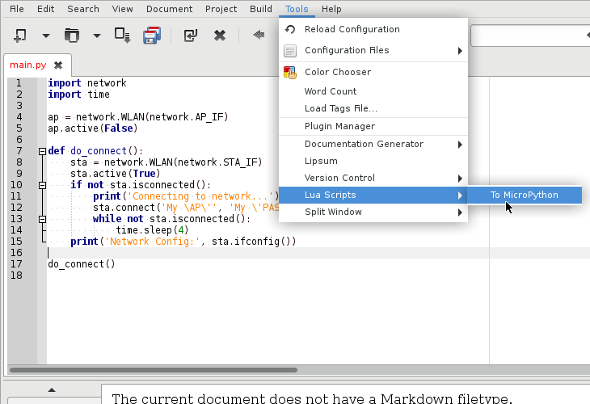 File Edit Search View Document Project Build Tools Help
main.py
Reload Configuration
Configuration Files
Color Chooser
Word Count
Load Tags File...
Plugin Manager
Documentation Generator
Lipsum
Version Control
Lua Scripts
To MicroPython
Split Window
1 import network
2 import time
3
4 ap = network.WLAN(network.AP_IF)
5 ap.active(False)
6
7 def do_connect():
8 sta = network.WLAN(network.STA_IF)
9 sta.active(True)
10 if not sta.isconnected():
11 print('Connecting to network...')
12 sta.connect('My \AP\'', 'My \'PAS
13 while not sta.isconnected():
14 time.sleep(4)
15 print('Network Config:', sta.ifconfig())
16
17 do_connect()
18
The current document does not have a Markdown filetype.